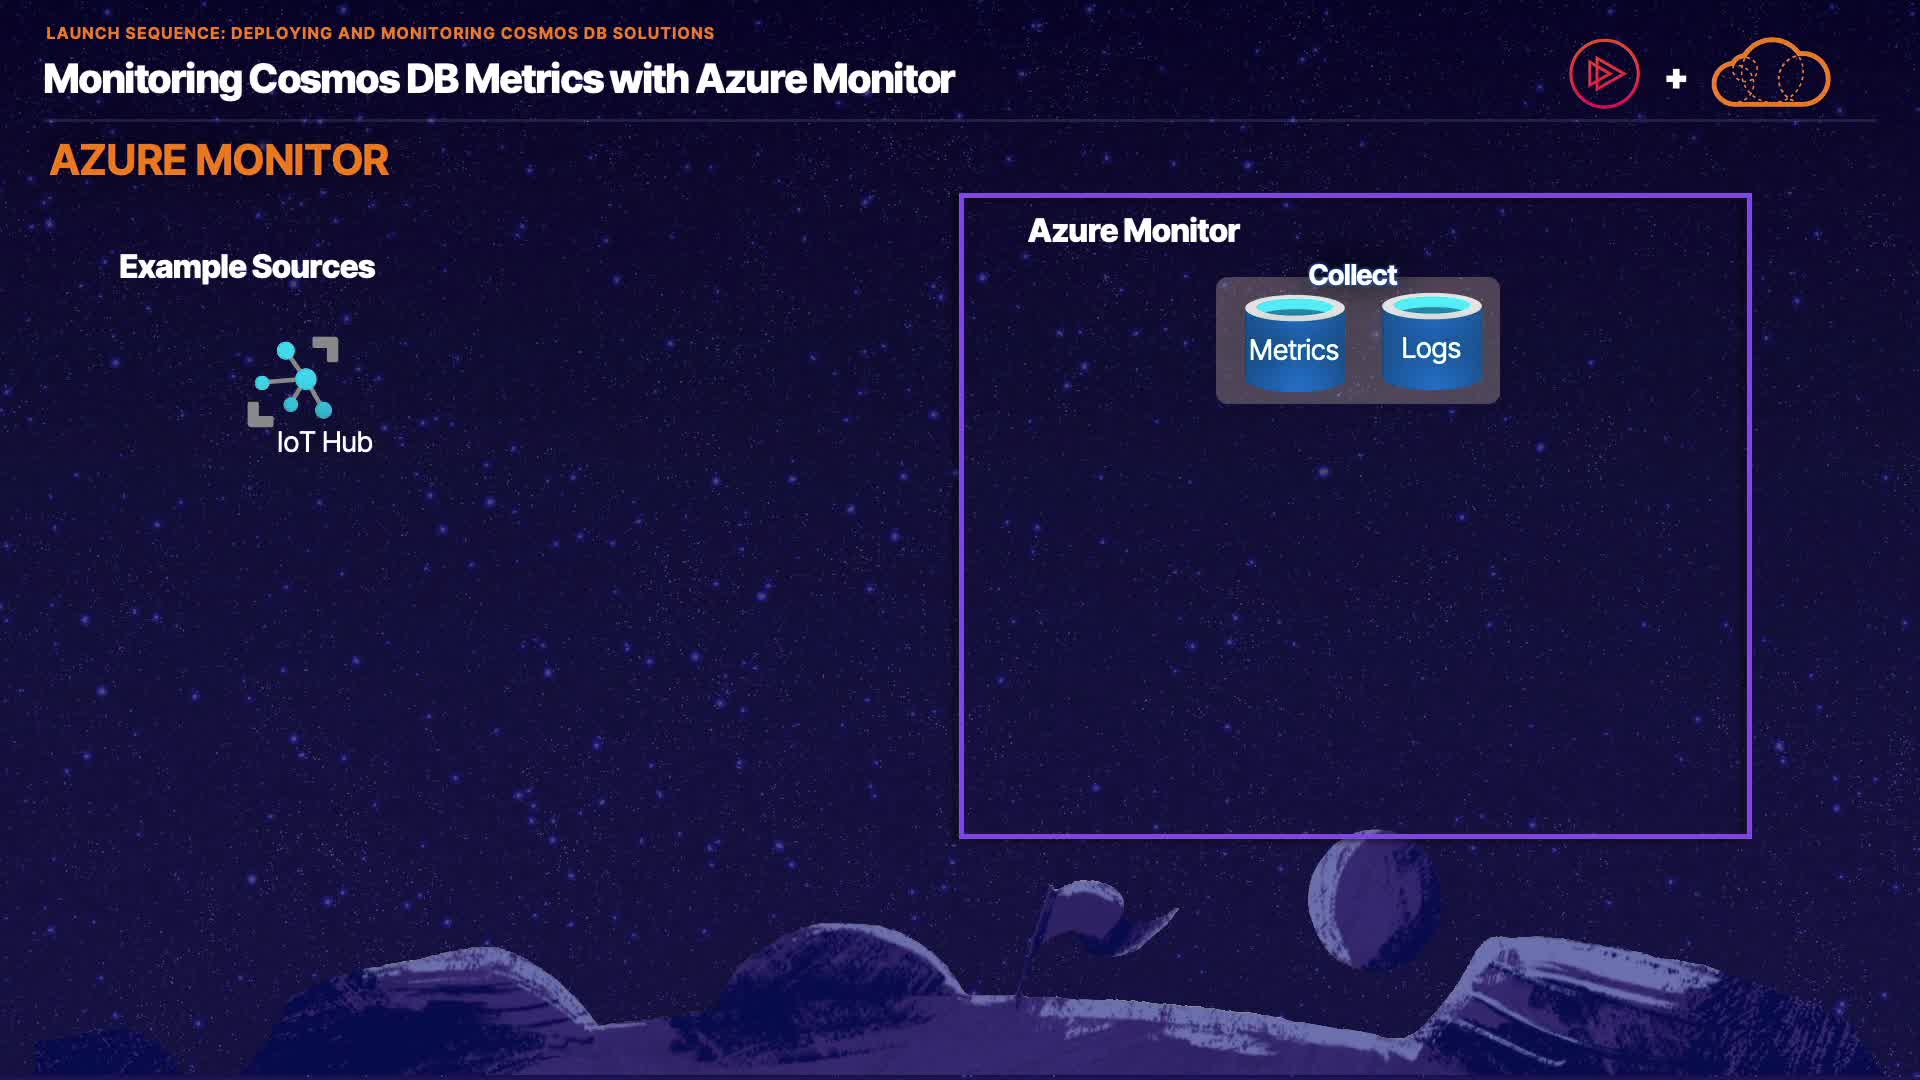 LAUNCH SEQUENCE: DEPLOYING AND MONITORING COSMOS DB SOLUTIONS
Monitoring Cosmos DB Metrics with Azure Monitor
+
AZURE MONITOR
Example Sources
IoT Hub
Azure Monitor
Collect
Metrics
Logs